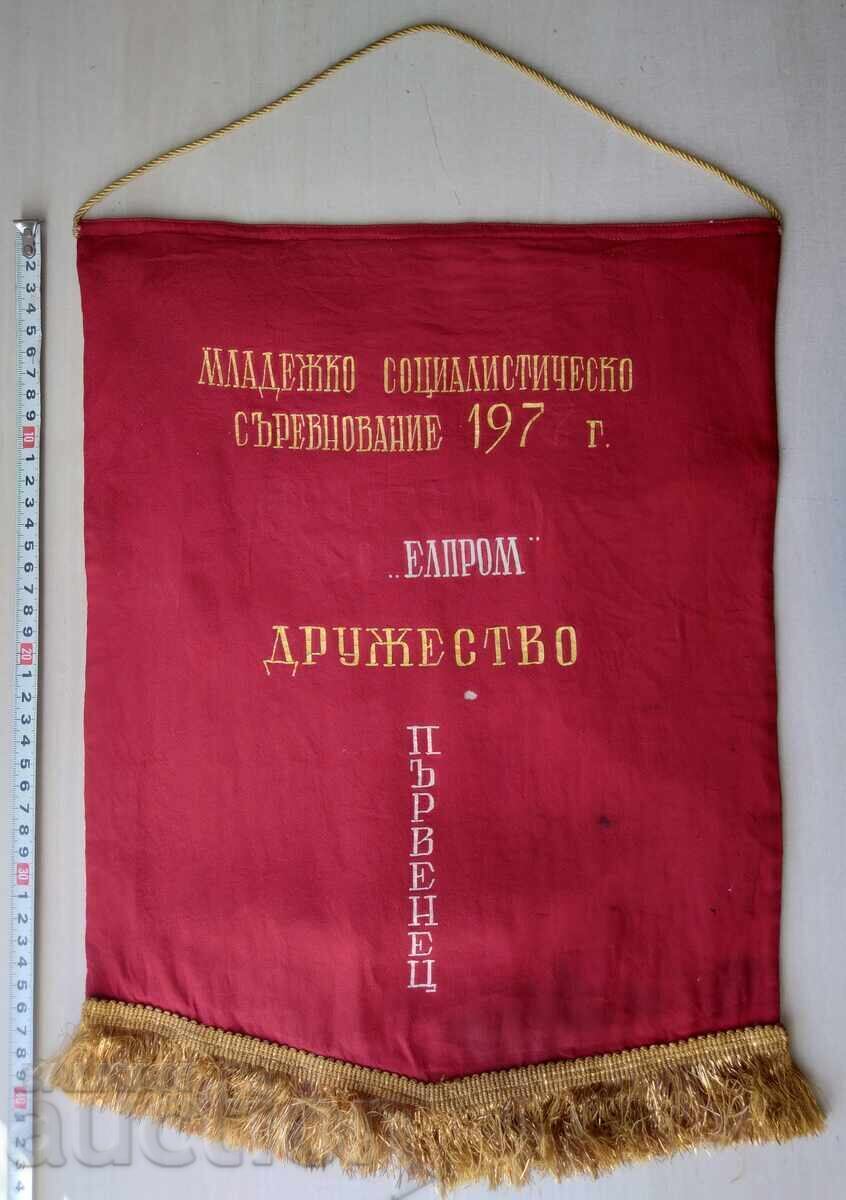 МЛАДЕЖКО СОЦИАЛИСТИЧЕСКО
СЪРЕВНОВАНИЕ 197 Г.
„ЕЛПРОМ"
ДРУЖЕСТВО
ПЪРВЕНЕЦ